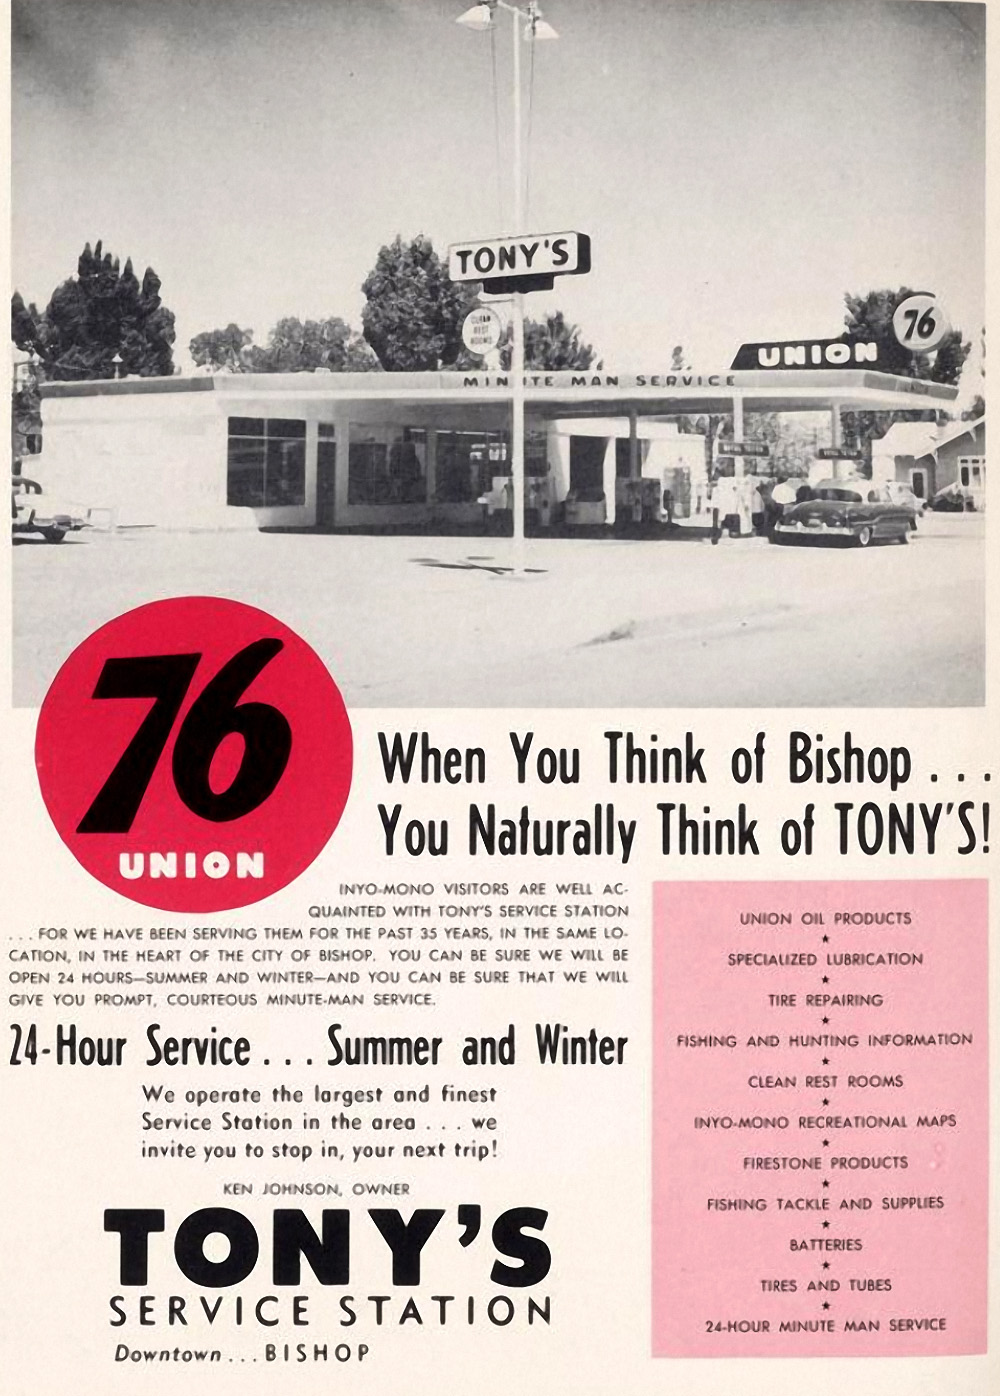 TONY'S
CLEAN
REST
ROOMS
76
UNION
MINUTE MAN SERVICE
76
UNION
When You Think of Bishop . . .
You Naturally Think of TONY'S!
INYO-MONO VISITORS ARE WELL AC-
QUAINTED WITH TONY'S SERVICE STATION
. . . FOR WE HAVE BEEN SERVING THEM FOR THE PAST 35 YEARS, IN THE SAME LO-
CATION, IN THE HEART OF THE CITY OF BISHOP. YOU CAN BE SURE WE WILL BE
OPEN 24 HOURS—SUMMER AND WINTER—AND YOU CAN BE SURE THAT WE WILL
GIVE YOU PROMPT, COURTEOUS MINUTE-MAN SERVICE.
24-Hour Service . . . Summer and Winter
We operate the largest and finest
Service Station in the area . . . we
invite you to stop in, your next trip!
KEN JOHNSON, OWNER
TONY'S
SERVICE STATION
Downtown . . . BISHOP
UNION OIL PRODUCTS
★
SPECIALIZED LUBRICATION
★
TIRE REPAIRING
★
FISHING AND HUNTING INFORMATION
★
CLEAN REST ROOMS
★
INYO-MONO RECREATIONAL MAPS
★
FIRESTONE PRODUCTS
★
FISHING TACKLE AND SUPPLIES
★
BATTERIES
★
TIRES AND TUBES
★
24-HOUR MINUTE MAN SERVICE